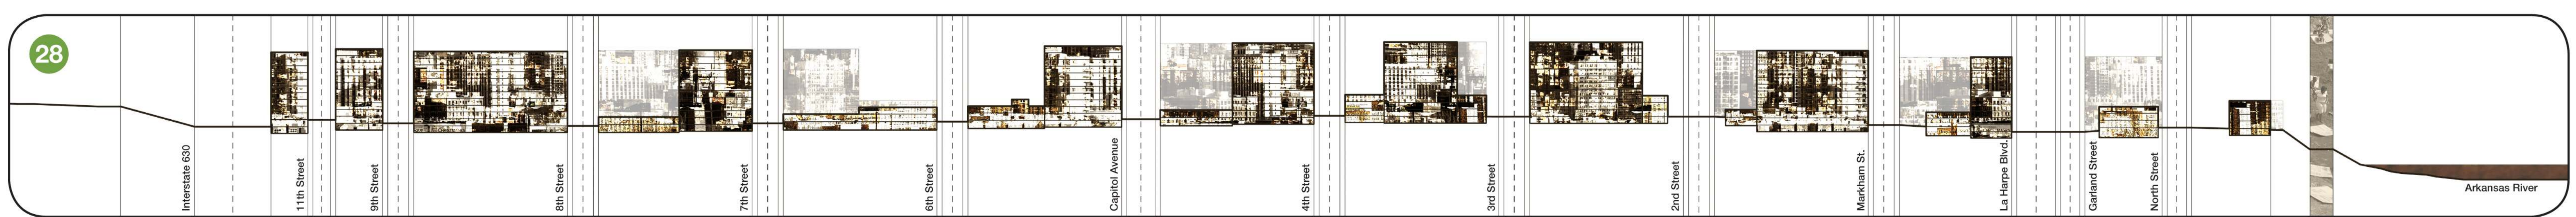 28
Interstate 630
11th Street
9th Street
8th Street
7th Street
6th Street
Capitol Avenue
4th Street
3rd Street
2nd Street
Markham St.
La Harpe Blvd.
Garland Street
North Street
Arkansas River